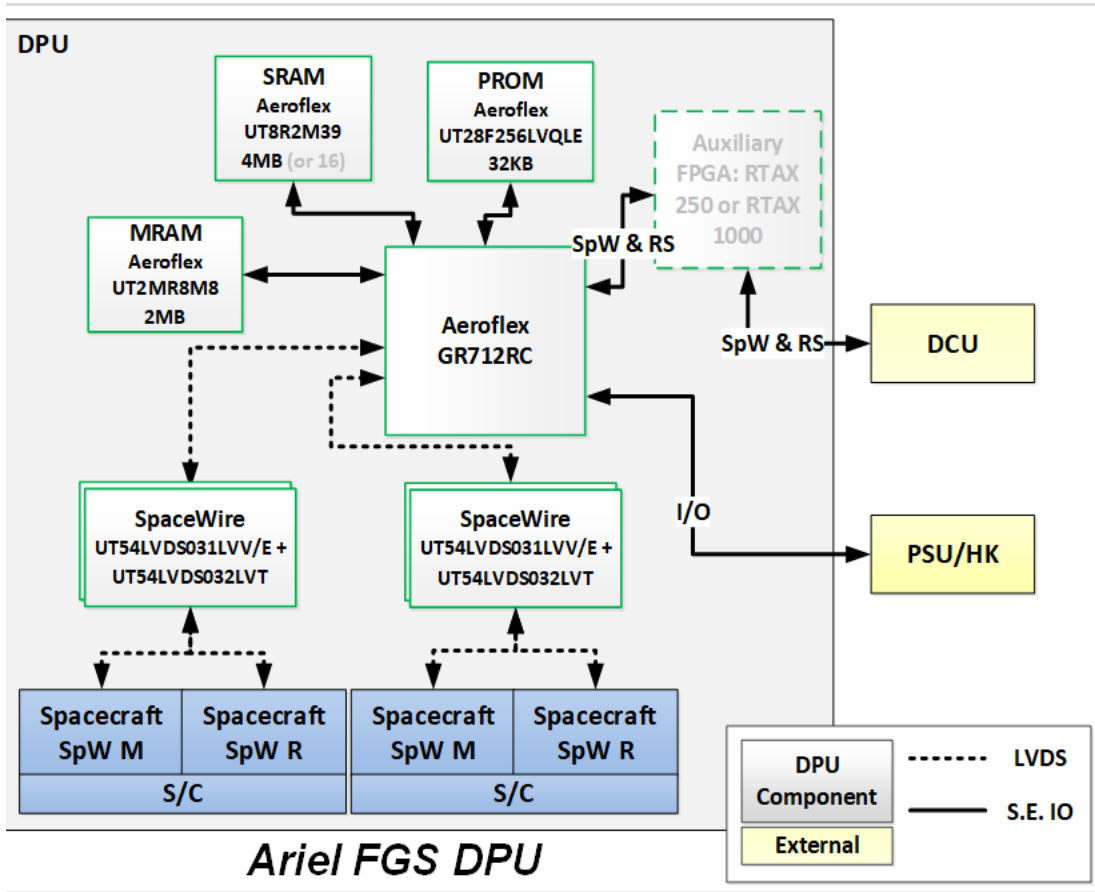 DPU
SRAM
Aeroflex
UT8R2M39
4MB (or 16)
PROM
Aeroflex
UT28F256LVQLE
32KB
Auxiliary
FPGA: RTAX
250 or RTAX
1000
MRAM
Aeroflex
UT2MR8M8
2MB
SpW & RS
Aeroflex
GR712RC
SpW & RS
DCU
I/O
PSU/HK
SpaceWire
UT54LVDS031LVV/E +
UT54LVDS032LVT
SpaceWire
UT54LVDS031LVV/E +
UT54LVDS032LVT
Spacecraft
SpW M
Spacecraft
SpW R
S/C
Spacecraft
SpW M
Spacecraft
SpW R
S/C
DPU
Component
External
LVDS
S.E. IO
Ariel FGS DPU